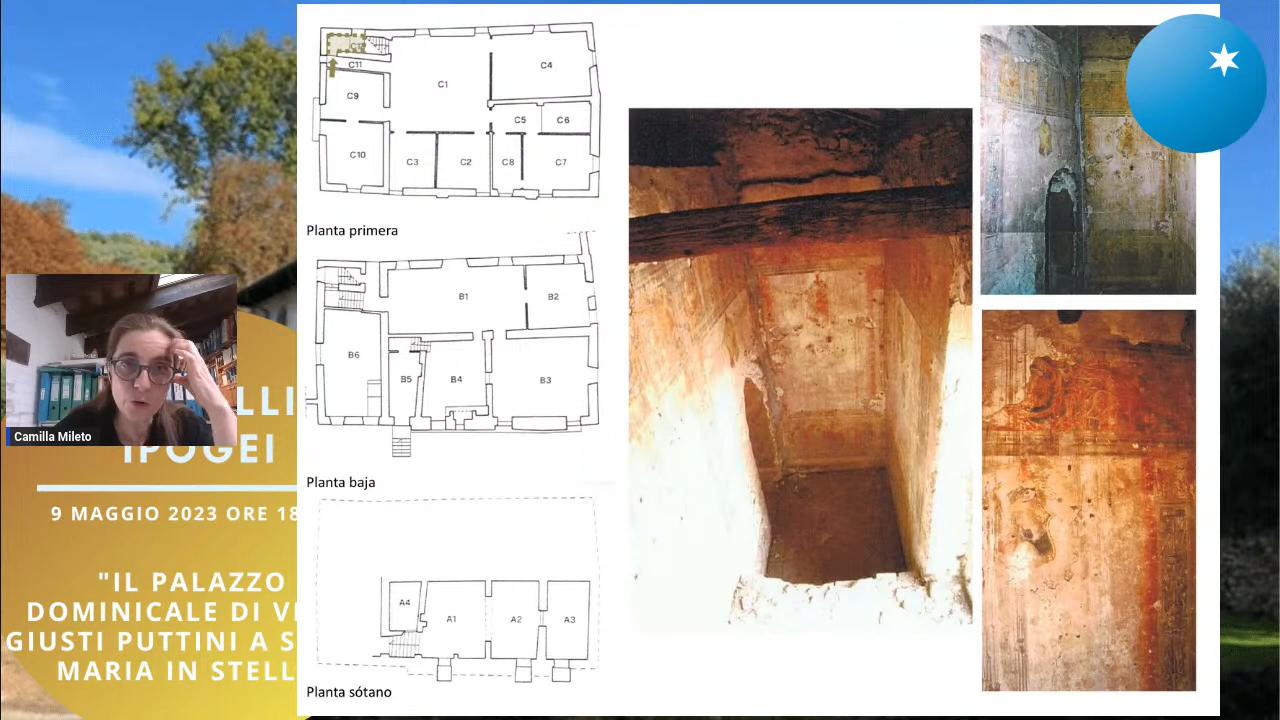 C12
C11
C9
C10
C1
C3
C2
C4
C5
C6
C8
C7
Planta primera
B1
B2
B6
B5
B4
B3
Planta baja
A4
A1
A2
A3
Planta sótano
Camilla Mileto
LLI
IPOGEI
9 MAGGIO 2023 ORE 18
"IL PALAZZO
DOMINICALE DI V
GIUSTI PUTTINI A S
MARIA IN STELL